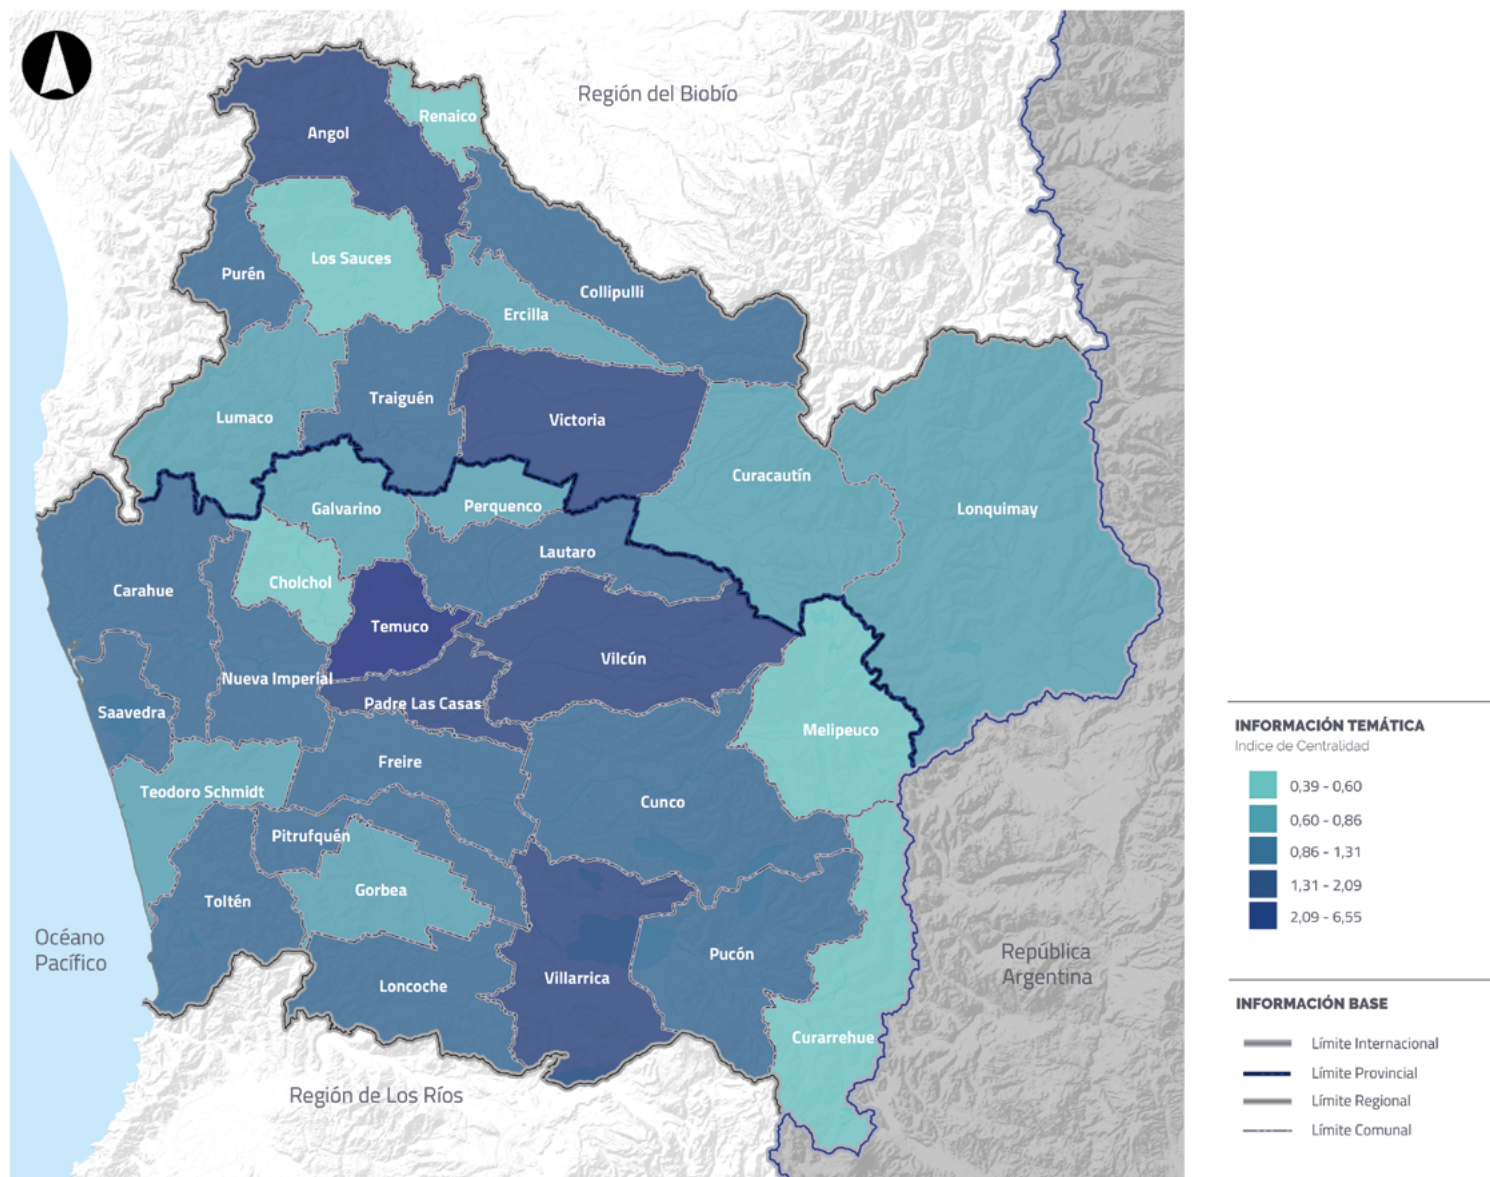 Región del Biobío
Renaico
Angol
Los Sauces
Purén
Collipulli
Ercilla
Traiguén
Lumaco
Victoria
Curacautín
Lonquimay
Galvarino
Perquenco
Lautaro
Cholchol
Carahue
Temuco
Vilcún
Nueva Imperial
Padre Las Casas
Saavedra
Melipeuco
Freire
Teodoro Schmidt
Cunco
Pitrufquén
Gorbea
Toltén
Océano
Pacífico
Pucón
República
Argentina
Villarrica
Loncoche
Curarrehue
Región de Los Ríos
INFORMACIÓN TEMÁTICA
Indice de Centralidad
0,39 - 0,60
0,60 - 0,86
0,86 - 1,31
1,31 - 2,09
2,09 - 6,55
INFORMACIÓN BASE
Límite Internacional
Límite Provincial
Límite Regional
Límite Comunal